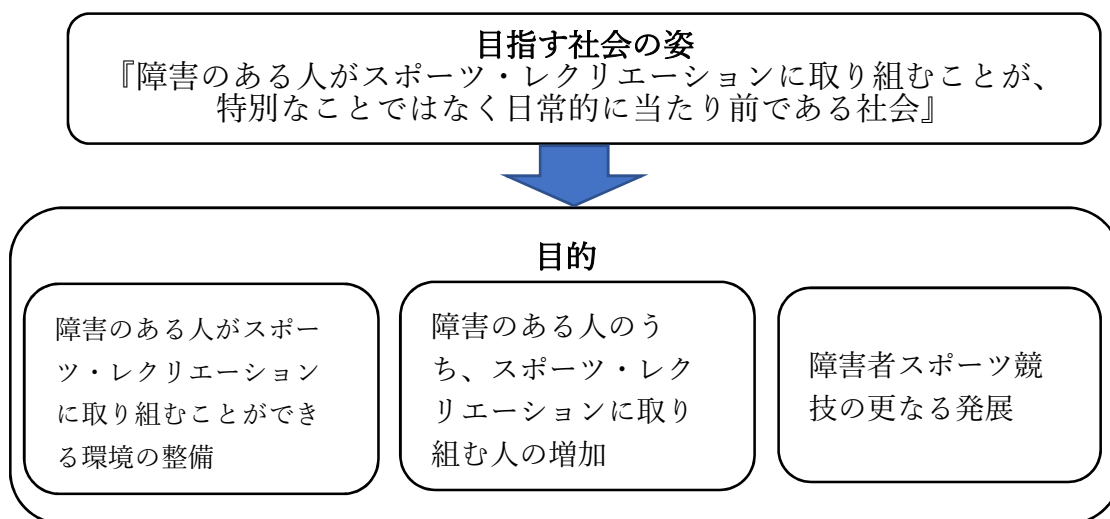 目指す社会の姿
『障害のある人がスポーツ・レクリエーションに取り組むことが、
特別なことではなく日常的に当たり前である社会』
目的
障害のある人がスポー
ツ・レクリエーション
に取り組むことができ
る環境の整備
障害のある人のう
ち、スポーツ・レク
リエーションに取り
組む人の増加
障害者スポーツ競
技の更なる発展